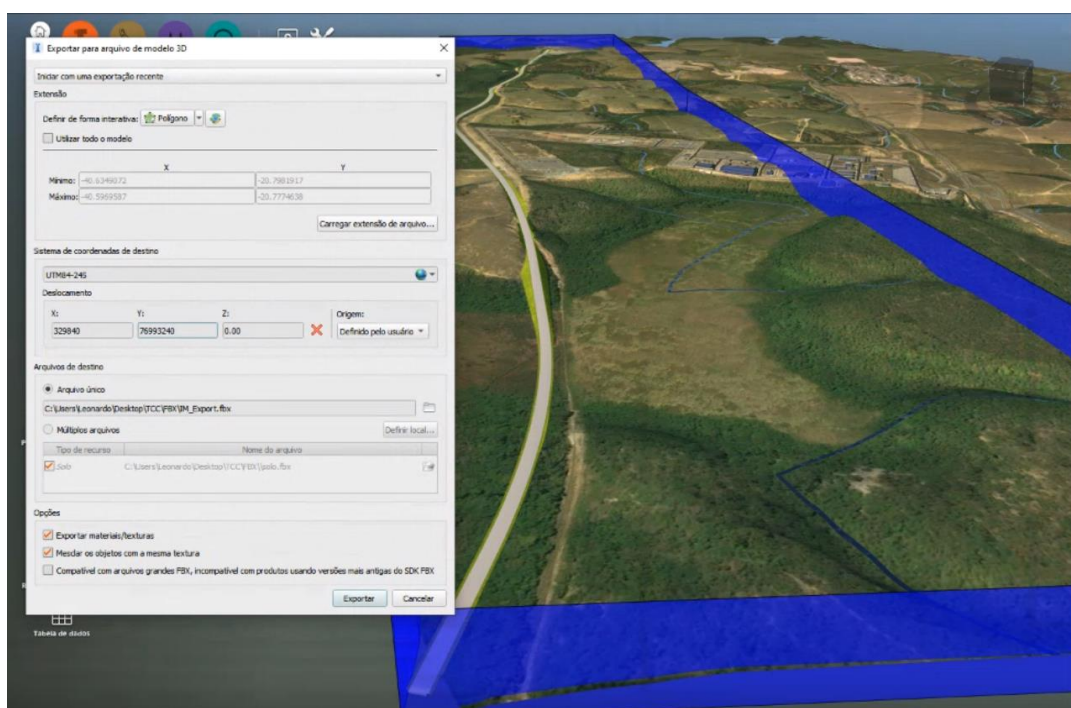 Exportar para arquivo de modelo 3D
Iniciar com uma exportação recente
Extensão
Definir de forma interativa: Polígono
Utilizar todo o modelo
X Y
Mínimo: -40.6349072 -20.7981917
Máximo: -40.5969587 -20.7774638
Carregar extensão de arquivo...
Sistema de coordenadas de destino
UTM84-24S
Deslocamento
X: Y: Z: Origem:
329840 76993240 0.00 Definido pelo usuário
Arquivos de destino
Arquivo único
C:\Users\Leonardo\Desktop\TCC\FBX\IM_Export.fbx
Múltiplos arquivos Definir local...
Tipo de recurso Nome do arquivo
Solo C:\Users\Leonardo\Desktop\TCC\FBX\solo.fbx
Opções
Exportar materiais/texturas
Mesclar os objetos com a mesma textura
Compatível com arquivos grandes FBX, incompatível com produtos usando versões mais antigas do SDK FBX
Exportar Cancelar
Tabela de dados